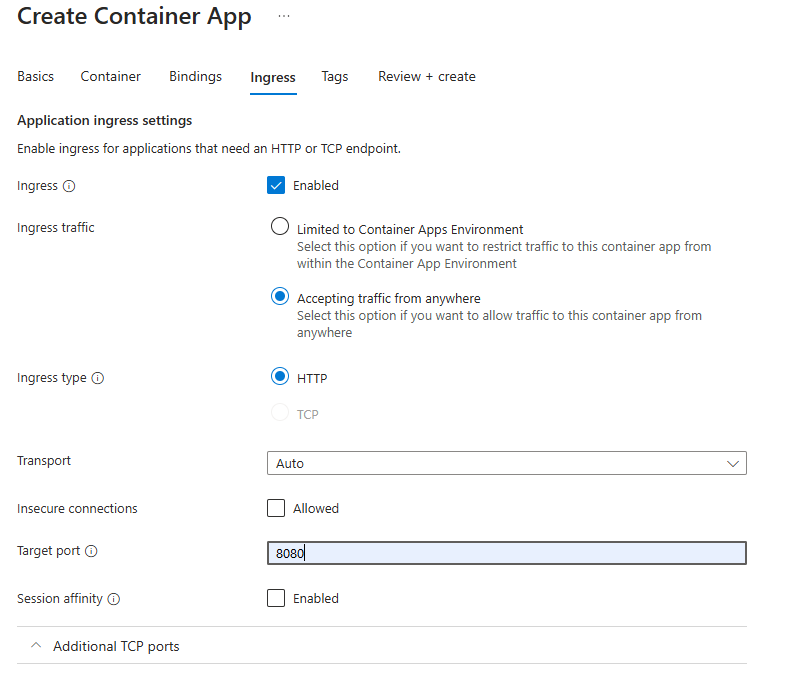 Create Container App ...
Basics Container Bindings Ingress Tags Review + create
Application ingress settings
Enable ingress for applications that need an HTTP or TCP endpoint.
Ingress Enabled
Ingress traffic
Limited to Container Apps Environment
Select this option if you want to restrict traffic to this container app from
within the Container App Environment
Accepting traffic from anywhere
Select this option if you want to allow traffic to this container app from
anywhere
Ingress type HTTP
TCP
Transport Auto
Insecure connections Allowed
Target port 8080
Session affinity Enabled
Additional TCP ports